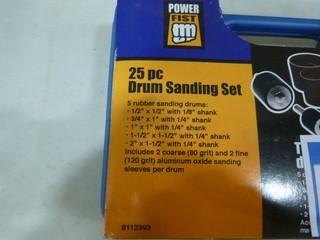 POWER
FIST
25 pc
Drum Sanding Set
5 rubber sanding drums:
• 1/2" x 1/2" with 1/8" shank
• 3/4" x 1" with 1/4" shank
• 1" x 1" with 1/4" shank
• 1-1/2" x 1-1/2" with 1/4" shank
• 2" x 1-1/2" with 1/4" shank
Includes 2 coarse (80 grit) and 2 fine
(120 grit) aluminum oxide sanding
sleeves per drum
8112393